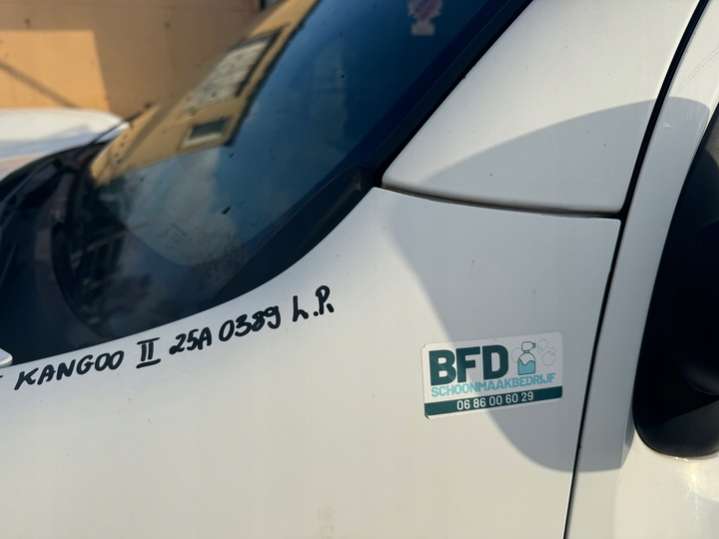 KANGOO II 25A 0389 L.P.
BFD
SCHOONMAAKBEDRIJF
06 86 00 60 29